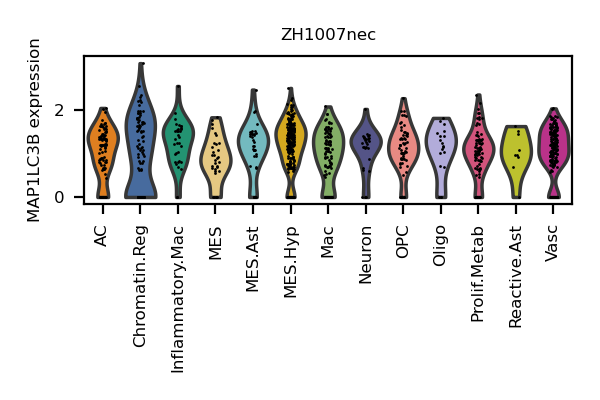 ZH1007nec
MAP1LC3B expression
2
0
AC
Chromatin.Reg
Inflammatory.Mac
MES
MES.Ast
MES.Hyp
Mac
Neuron
OPC
Oligo
Prolif.Metab
Reactive.Ast
Vasc